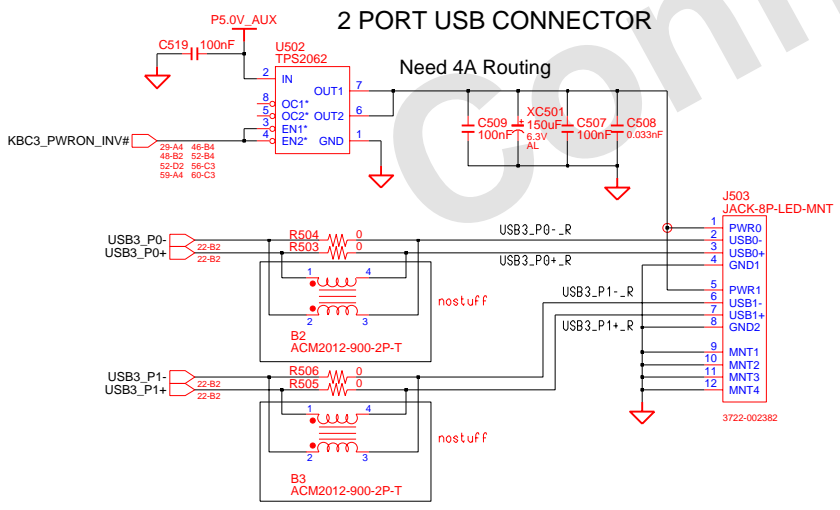 2 PORT USB CONNECTOR
P5.0V_AUX
C519
100nF
U502
TPS2062
Need 4A Routing
2 IN
OUT1 7
8 OC1*
5 OC2* OUT2 6
3 EN1*
4 EN2* GND 1
KBC3_PWRON_INV#
29-A4 46-B4
48-B2 52-B4
52-D2 56-C3
59-A4 60-C3
C509
100nF
XC501
150uF
6.3V
AL
C507
100nF
C508
0.033nF
J503
JACK-8P-LED-MNT
1 PWR0
2 USB0-
3 USB0+
4 GND1
5 PWR1
6 USB1-
7 USB1+
8 GND2
9 MNT1
10 MNT2
11 MNT3
12 MNT4
3722-002382
USB3_P0- 22-B2
USB3_P0+ 22-B2
R504 0
R503 0
USB3_P0-_R
USB3_P0+_R
1 4
2 3
B2
ACM2012-900-2P-T
nostuff
USB3_P1-_R
USB3_P1+_R
USB3_P1- 22-B2
USB3_P1+ 22-B2
R506 0
R505 0
1 4
2 3
B3
ACM2012-900-2P-T
nostuff